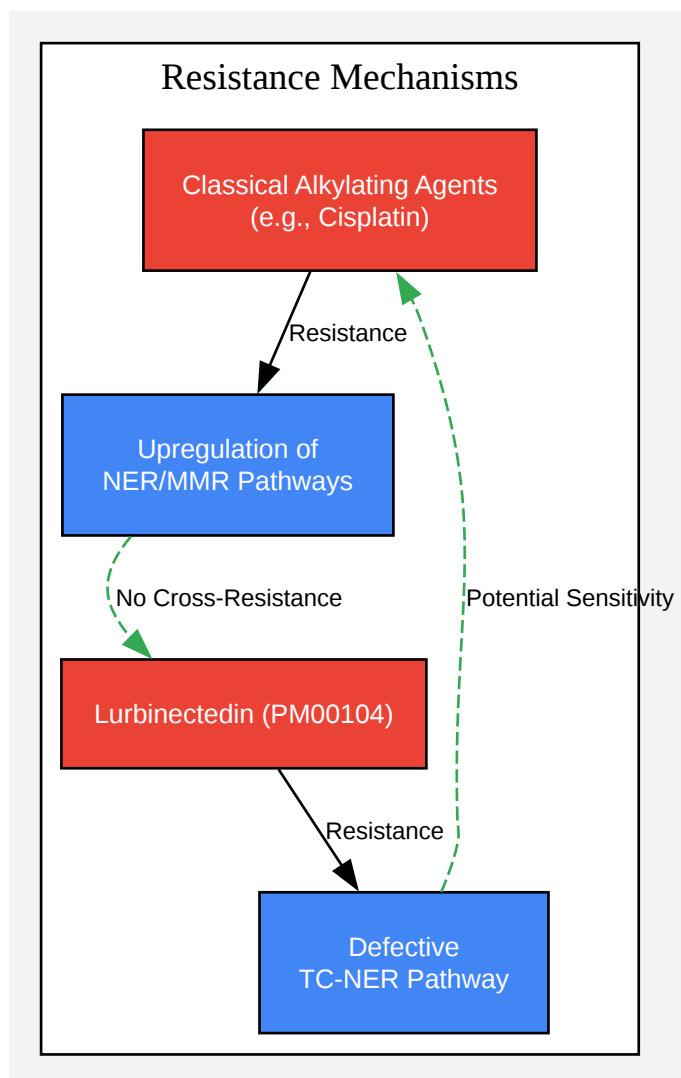 Resistance Mechanisms
Classical Alkylating Agents
(e.g., Cisplatin)
Resistance
Upregulation of
NER/MMR Pathways
No Cross-Resistance
Potential Sensitivity
Lurbinectedin (PM00104)
Resistance
Defective
TC-NER Pathway